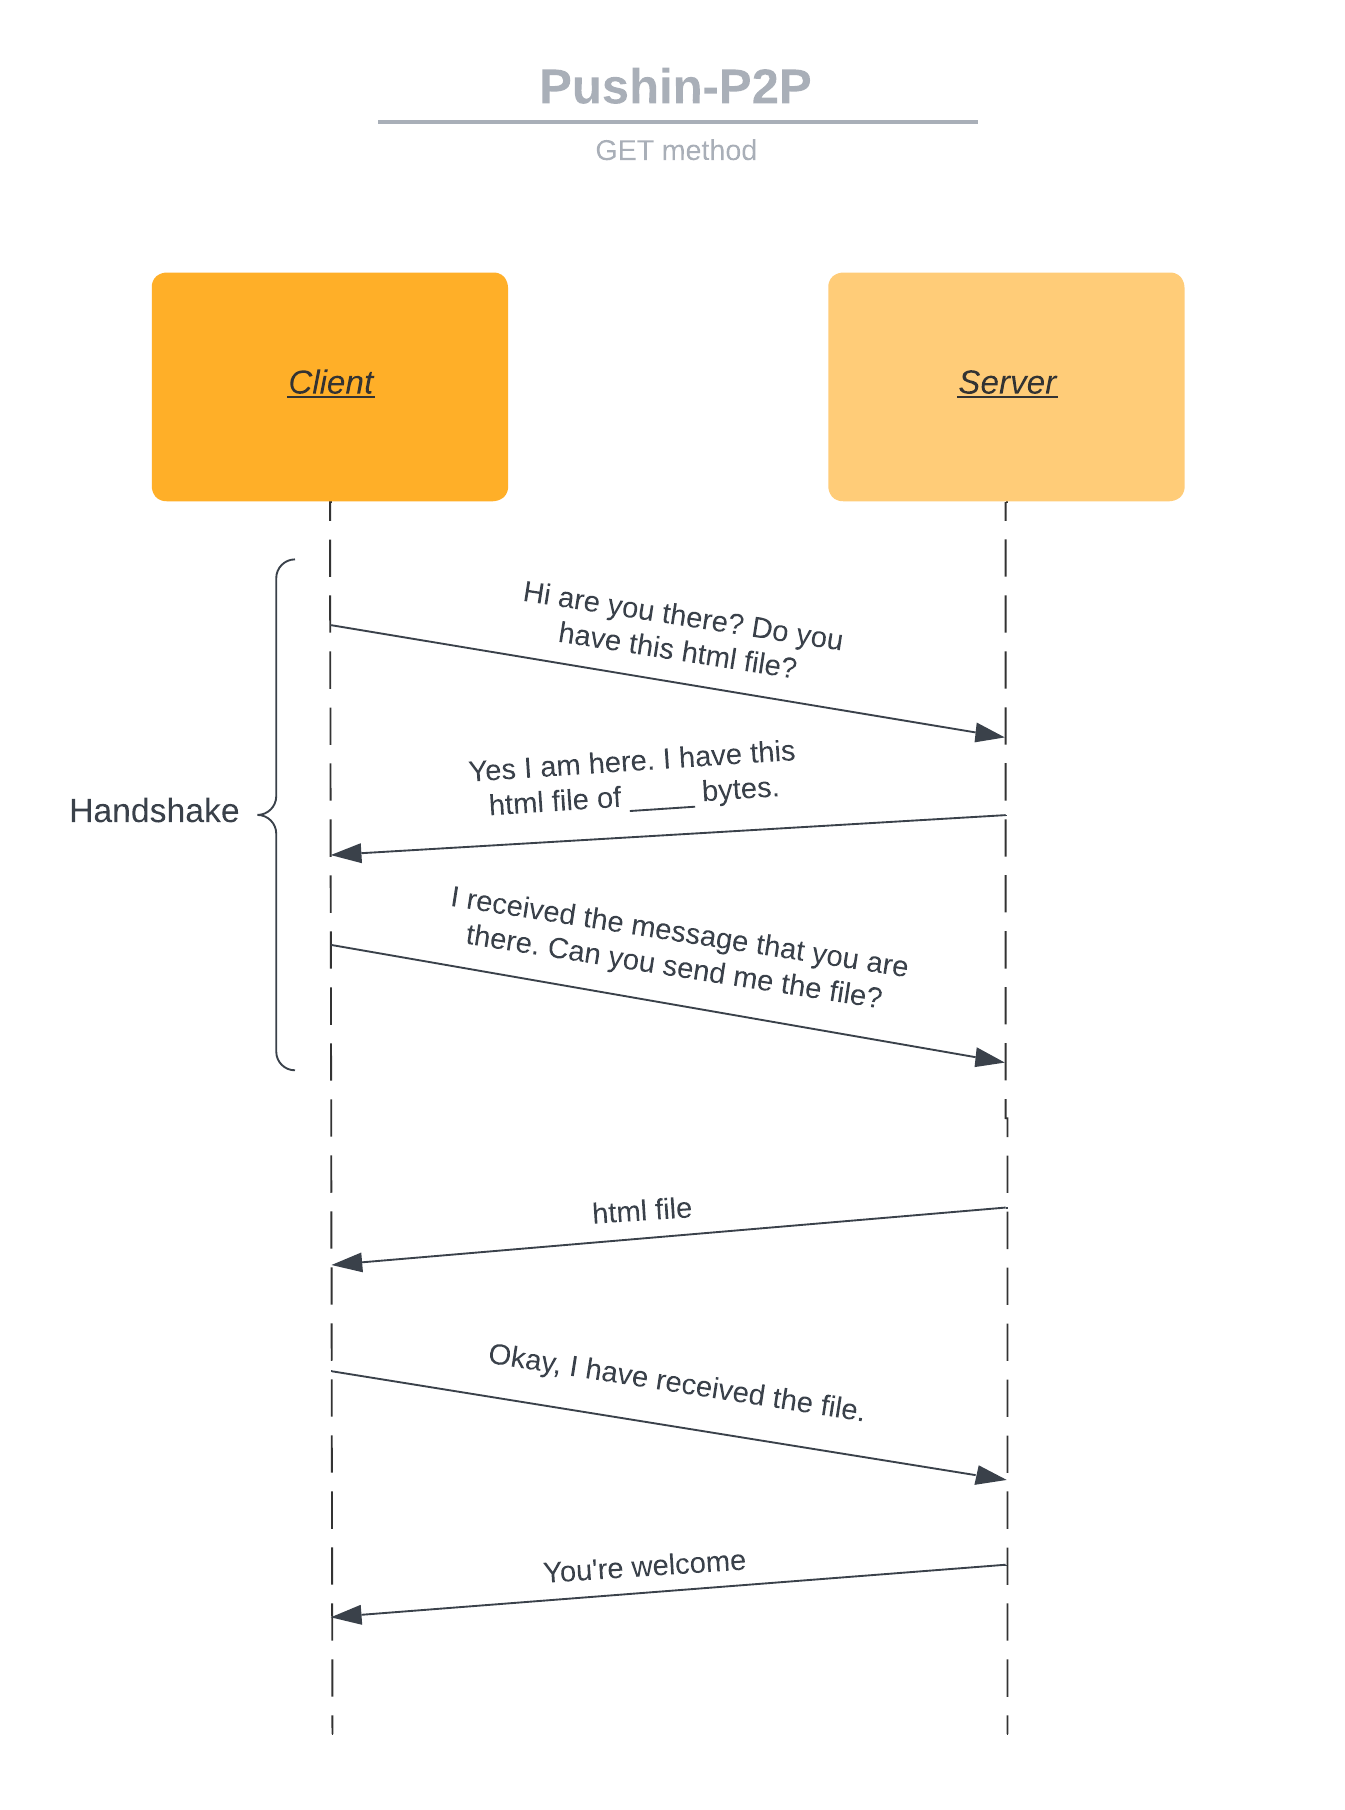 Pushin-P2P
GET method
Client
Server
Hi are you there? Do you
have this html file?
Yes I am here. I have this
html file of ____ bytes.
Handshake
I received the message that you are
there. Can you send me the file?
html file
Okay, I have received the file.
You're welcome